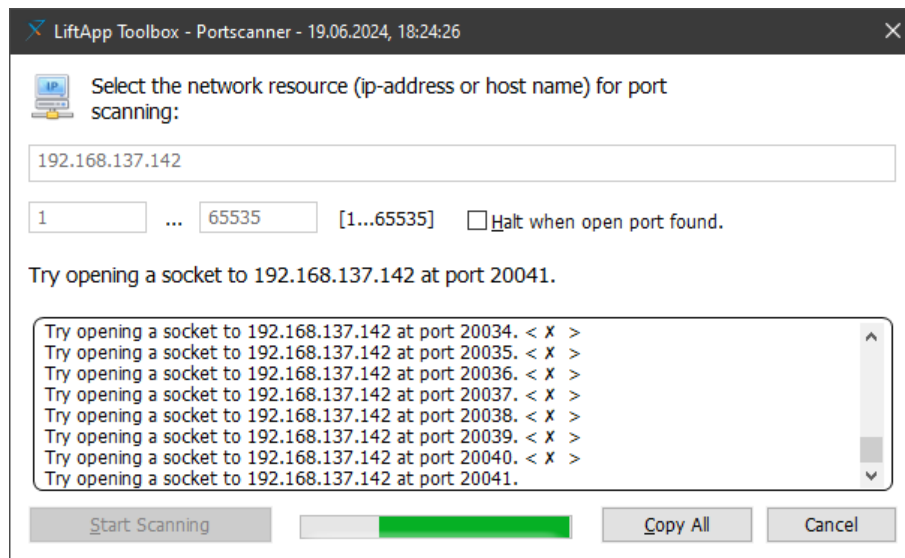 LiftApp Toolbox - Portscanner - 19.06.2024, 18:24:26
IP
Select the network resource (ip-address or host name) for port
scanning:
192.168.137.142
1 ... 65535 [1...65535] Halt when open port found.
Try opening a socket to 192.168.137.142 at port 20041.
Try opening a socket to 192.168.137.142 at port 20034. < ✗ >
Try opening a socket to 192.168.137.142 at port 20035. < ✗ >
Try opening a socket to 192.168.137.142 at port 20036. < ✗ >
Try opening a socket to 192.168.137.142 at port 20037. < ✗ >
Try opening a socket to 192.168.137.142 at port 20038. < ✗ >
Try opening a socket to 192.168.137.142 at port 20039. < ✗ >
Try opening a socket to 192.168.137.142 at port 20040. < ✗ >
Try opening a socket to 192.168.137.142 at port 20041.
Start Scanning Copy All Cancel